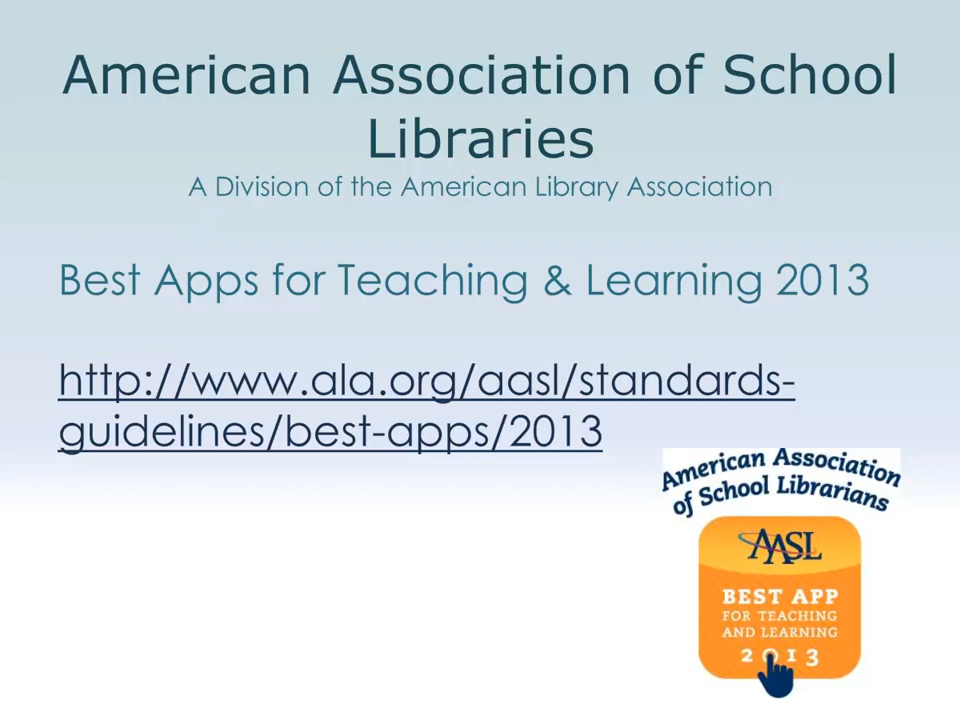 American Association of School
Libraries
A Division of the American Library Association
Best Apps for Teaching & Learning 2013
http://www.ala.org/aasl/standards-
guidelines/best-apps/2013
American Association
of School Librarians
AASL
BEST APP
FOR TEACHING
AND LEARNING
2013